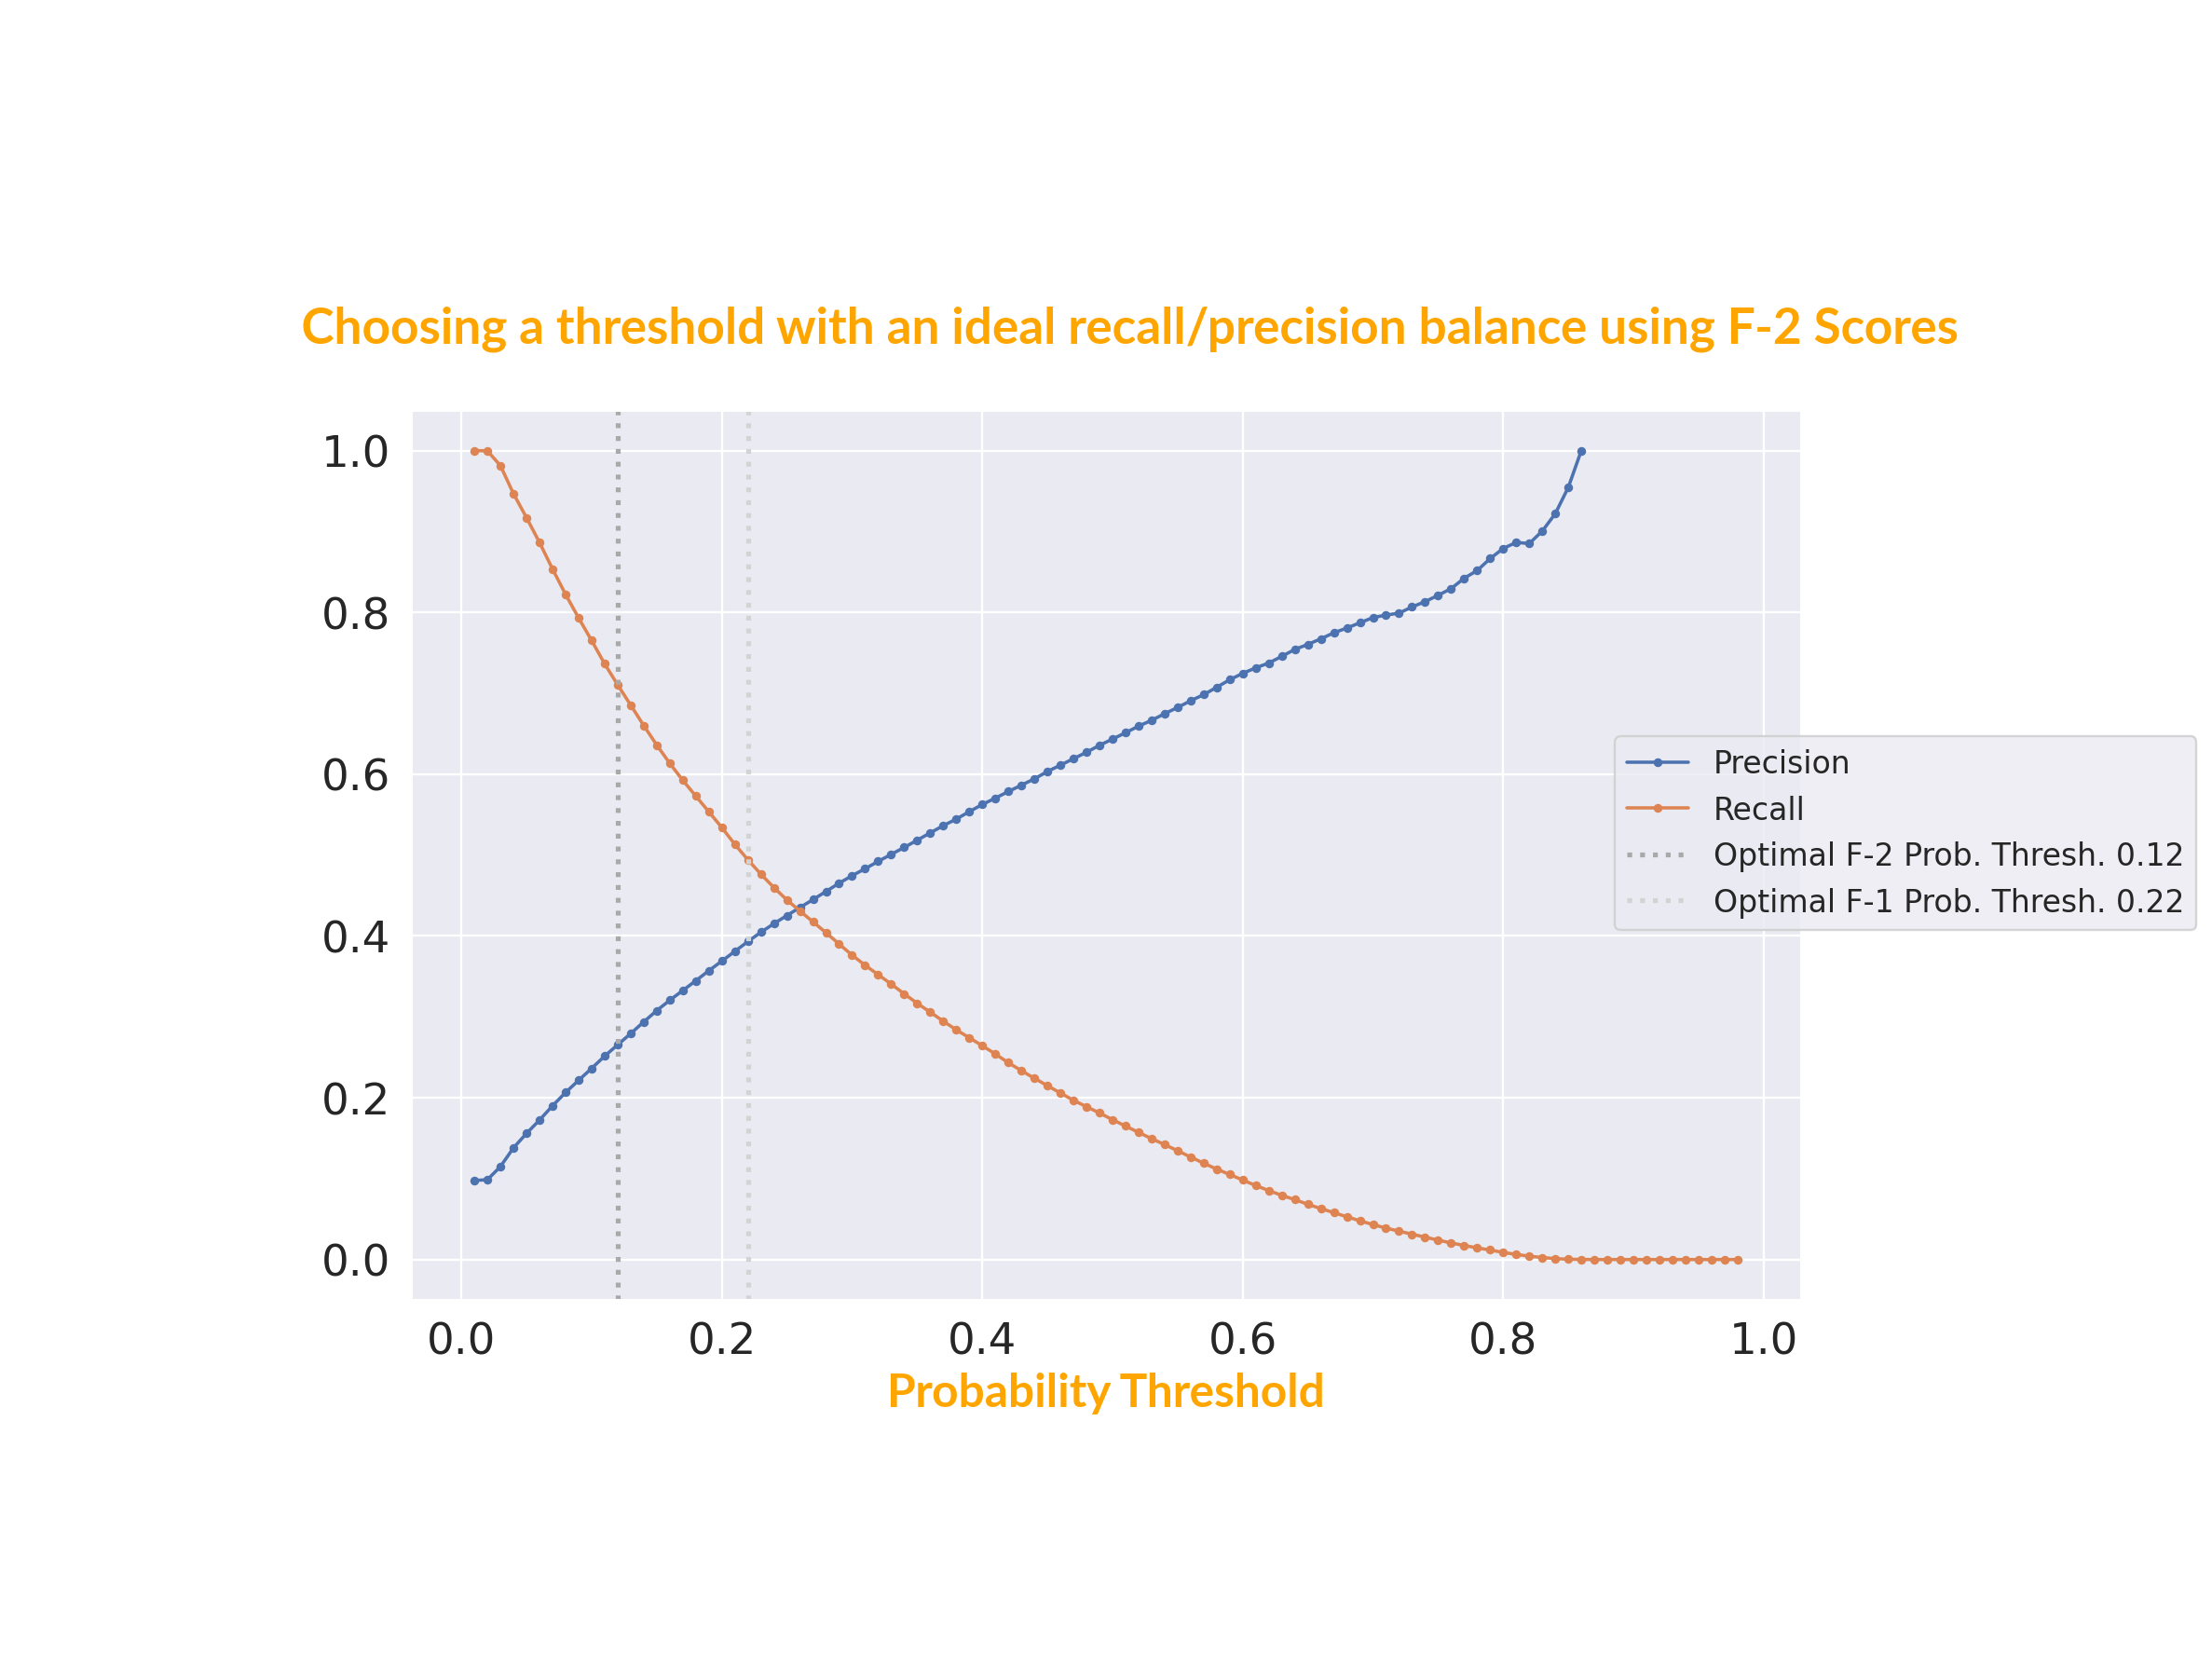 Choosing a threshold with an ideal recall/precision balance using F-2 Scores
1.0
0.8
0.6
0.4
0.2
0.0
Precision
Recall
Optimal F-2 Prob. Thresh. 0.12
Optimal F-1 Prob. Thresh. 0.22
0.0 0.2 0.4 0.6 0.8 1.0
Probability Threshold